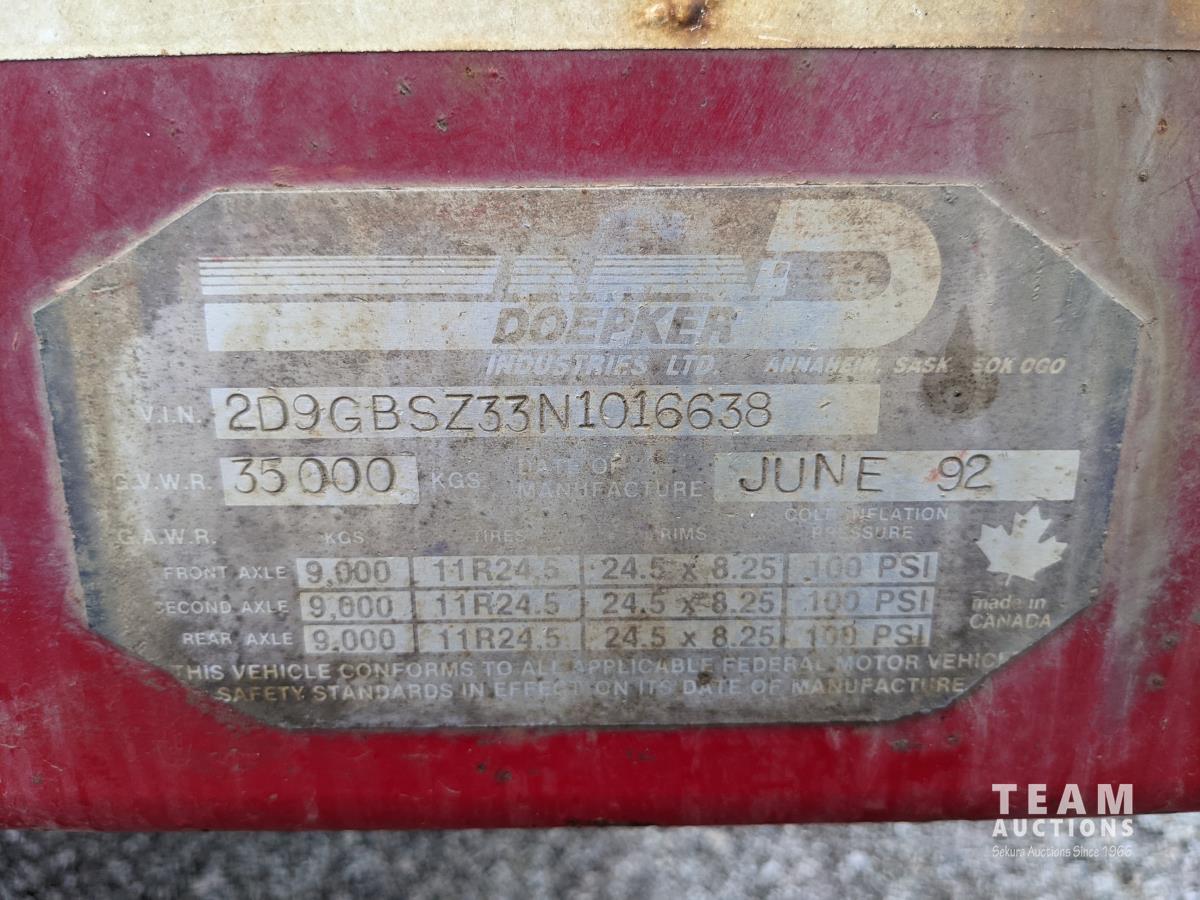 DOEPKER
INDUSTRIES LTD. ANNAHEIM, SASK SOK OGO
V.I.N. 2D9GBSZ33N1016638
G.V.W.R. 35000 KGS DATE OF MANUFACTURE JUNE 92
G.A.W.R. KGS TIRES RIMS COLD INFLATION PRESSURE
FRONT AXLE 9,000 11R24.5 24.5 x 8.25 100 PSI
SECOND AXLE 9,000 11R24.5 24.5 x 8.25 100 PSI
REAR AXLE 9,000 11R24.5 24.5 x 8.25 100 PSI
made in
CANADA
THIS VEHICLE CONFORMS TO ALL APPLICABLE FEDERAL MOTOR VEHICLE
SAFETY STANDARDS IN EFFECT ON ITS DATE OF MANUFACTURE
TEAM
AUCTIONS
Sekura Auctions Since 1966